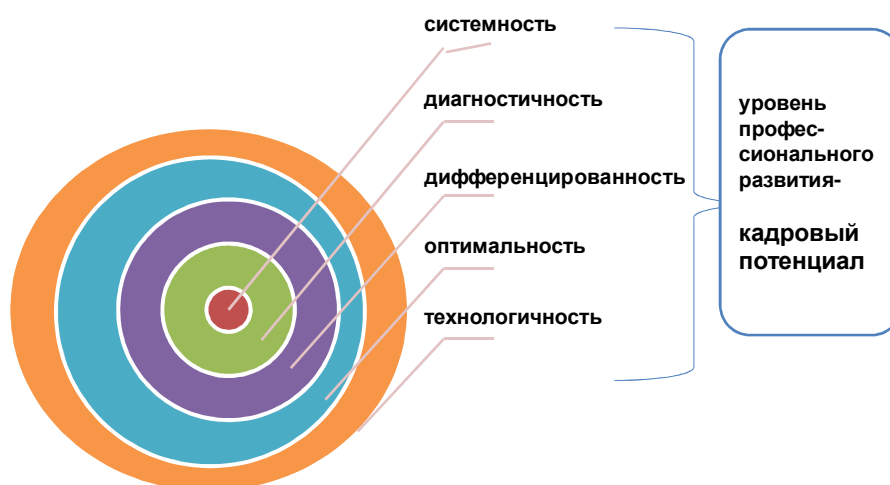 системность
диагностичность
дифференцированность
оптимальность
технологичность
уровень
профес-
сионального
развития-
кадровый
потенциал